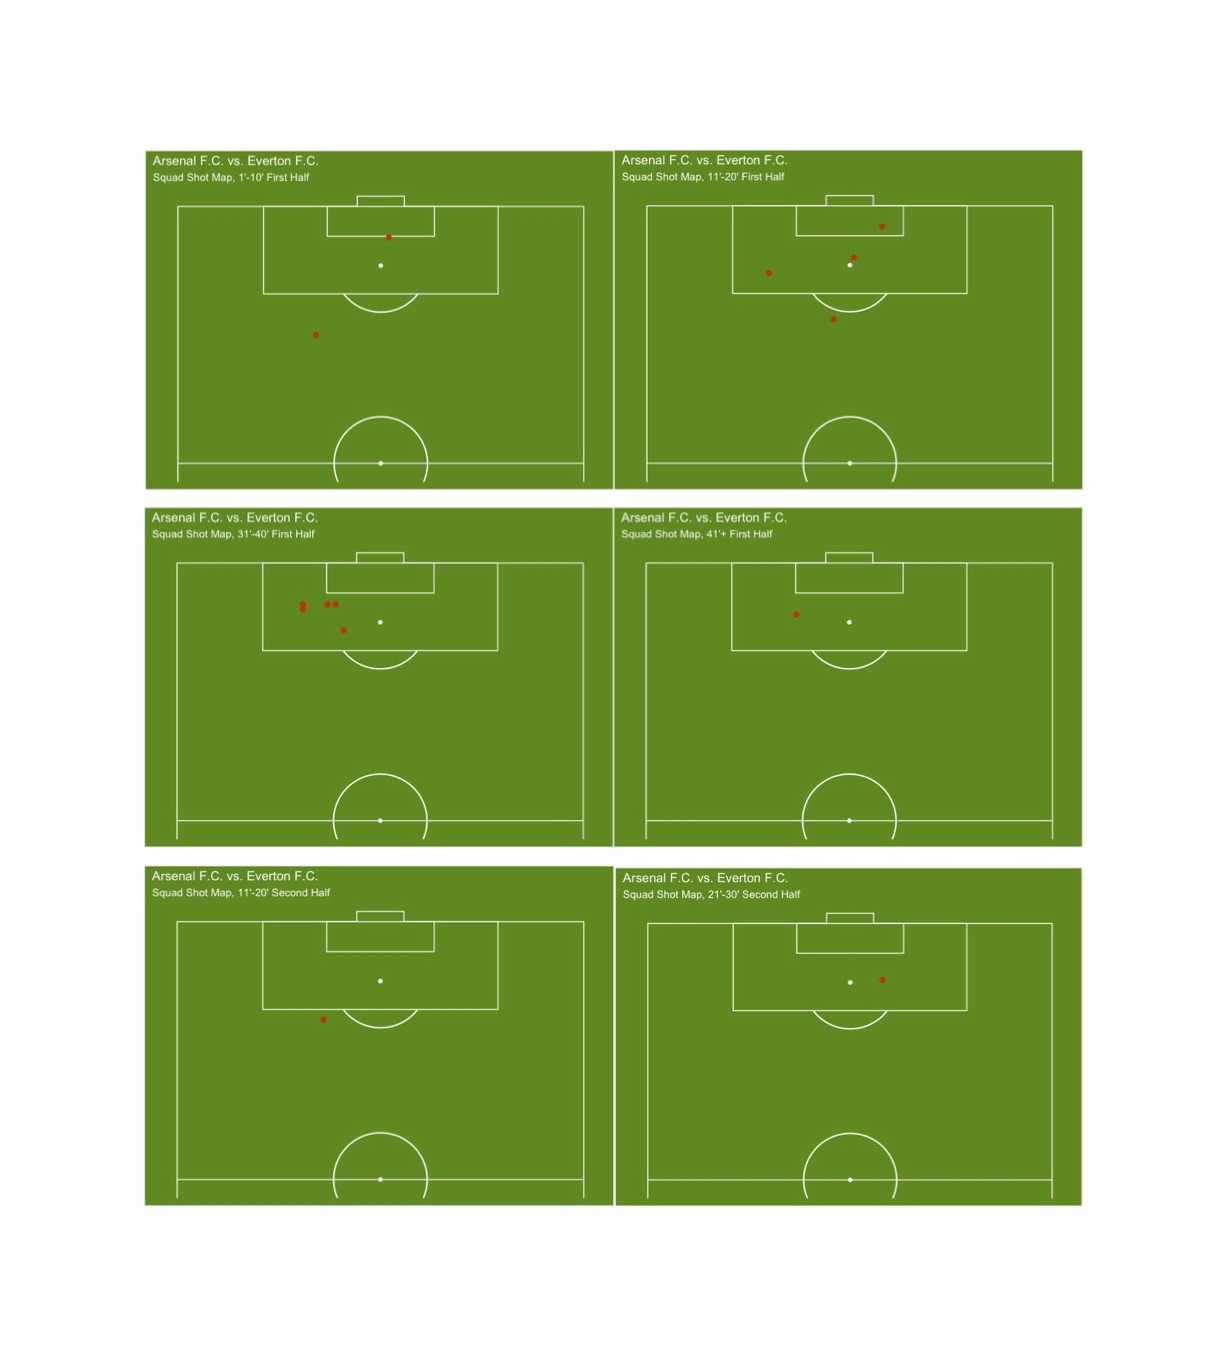 Arsenal F.C. vs. Everton F.C.
Squad Shot Map, 1'-10' First Half
Arsenal F.C. vs. Everton F.C.
Squad Shot Map, 11'-20' First Half
Arsenal F.C. vs. Everton F.C.
Squad Shot Map, 31'-40' First Half
Arsenal F.C. vs. Everton F.C.
Squad Shot Map, 41'+ First Half
Arsenal F.C. vs. Everton F.C.
Squad Shot Map, 11'-20' Second Half
Arsenal F.C. vs. Everton F.C.
Squad Shot Map, 21'-30' Second Half